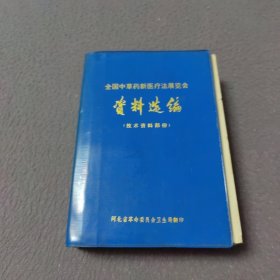 全国中草药新医疗法展览会
资料选编
(技术资料部份)
河北省革命委员会卫生局翻印